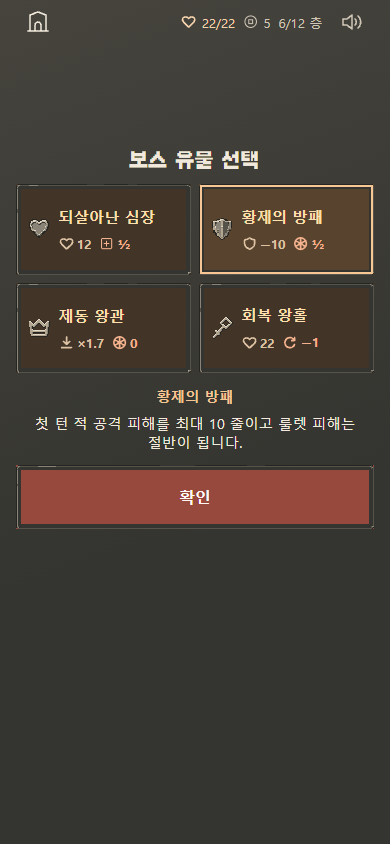 22/22 5 6/12 층
보스 유물 선택
되살아난 심장
12 ½
황제의 방패
−10 ½
제동 왕관
×1.7 0
회복 왕홀
22 −1
황제의 방패
첫 턴 적 공격 피해를 최대 10 줄이고 룰렛 피해는
절반이 됩니다.
확인